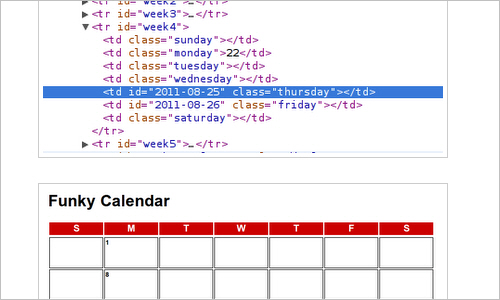 ▶<tr id="week2">…</tr>
▶<tr id="week3">…</tr>
▼<tr id="week4">
<td class="sunday"></td>
<td class="monday">22</td>
<td class="tuesday"></td>
<td class="wednesday"></td>
<td id="2011-08-25" class="thursday"></td>
<td id="2011-08-26" class="friday"></td>
<td class="saturday"></td>
</tr>
▶<tr id="week5">…</tr>
Funky Calendar
S M T W T F S
1
8